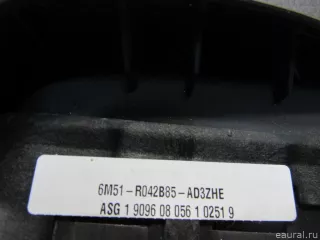 6M51-R042B85-AD3ZHE
ASG 1 9096 08 056 1 0251 9
eaural.ru